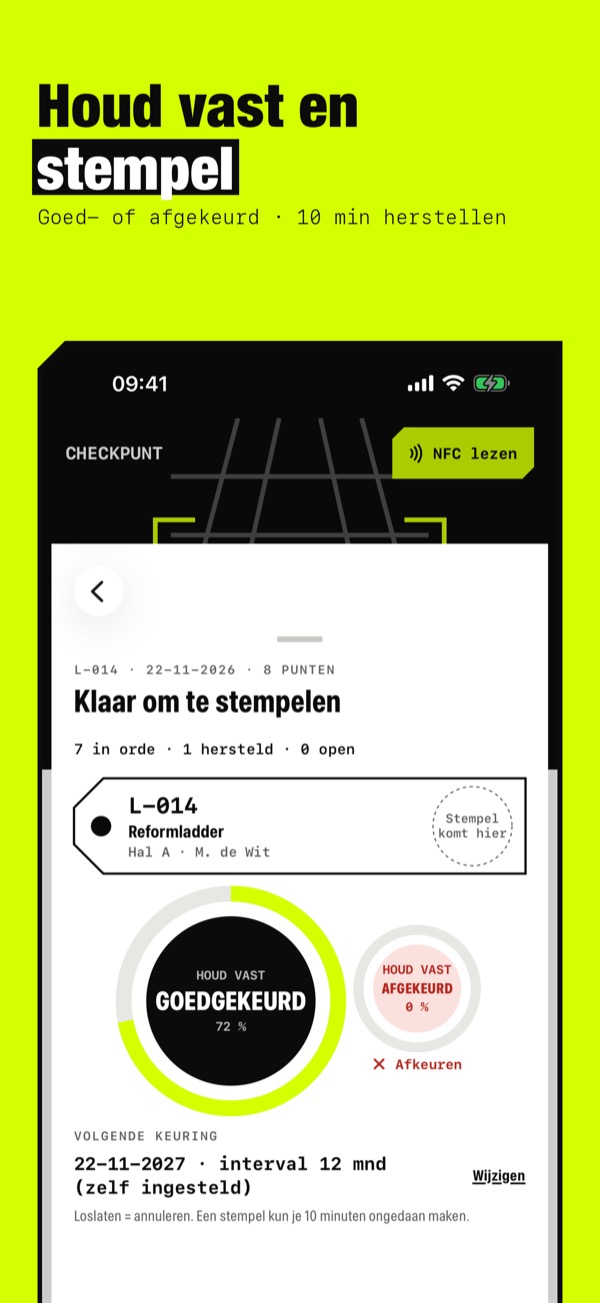 Houd vast en
stempel
Goed– of afgekeurd · 10 min herstellen
09:41
CHECKPUNT
NFC lezen
L–014 · 22–11–2026 · 8 PUNTEN
Klaar om te stempelen
7 in orde · 1 hersteld · 0 open
L–014
Reformladder
Hal A · M. de Wit
Stempel
komt hier
HOUD VAST
GOEDGEKEURD
72 %
HOUD VAST
AFGEKEURD
0 %
✕ Afkeuren
VOLGENDE KEURING
22–11–2027 · interval 12 mnd
(zelf ingesteld)
Wijzigen
Loslaten = annuleren. Een stempel kun je 10 minuten ongedaan maken.